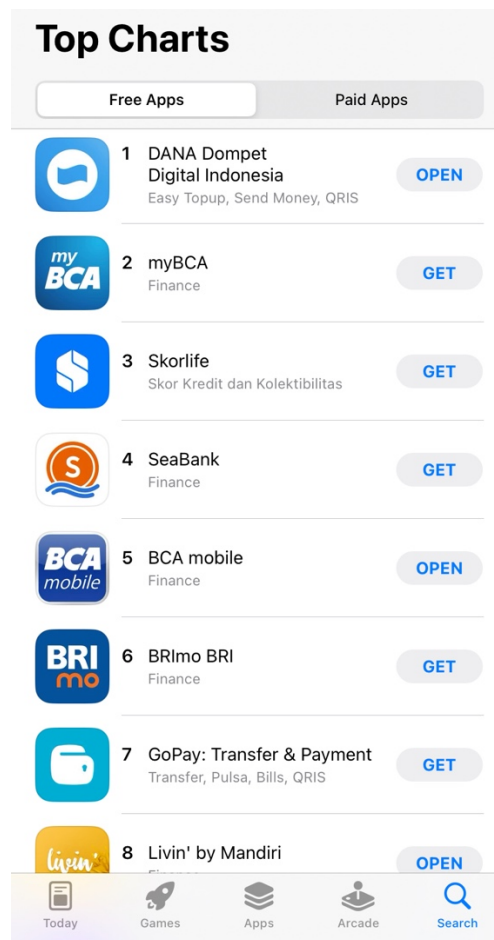 Top Charts
Free Apps
Paid Apps
1
DANA Dompet
Digital Indonesia
Easy Topup, Send Money, QRIS
OPEN
my
BCA
2
myBCA
Finance
GET
3
Skorlife
Skor Kredit dan Kolektibilitas
GET
S
4
SeaBank
Finance
GET
BCA
mobile
5
BCA mobile
Finance
OPEN
BRI
mo
6
BRImo BRI
Finance
GET
7
GoPay: Transfer & Payment
Transfer, Pulsa, Bills, QRIS
GET
livin'
8
Livin' by Mandiri
OPEN
Today
Games
Apps
Arcade
Search